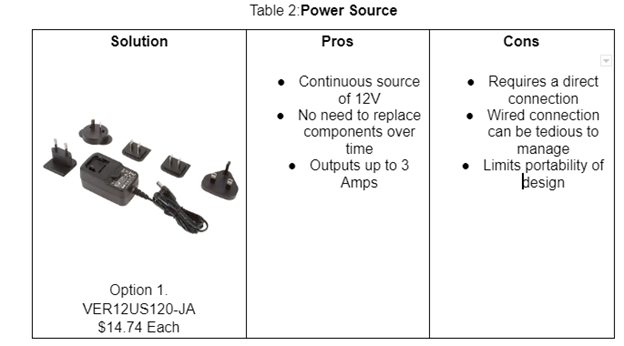 Table 2:Power Source
Solution
Pros
Cons
Option 1.
VER12US120-JA
$14.74 Each
● Continuous source
of 12V
● No need to replace
components over
time
● Outputs up to 3
Amps
● Requires a direct
connection
● Wired connection
can be tedious to
manage
● Limits portability of
design